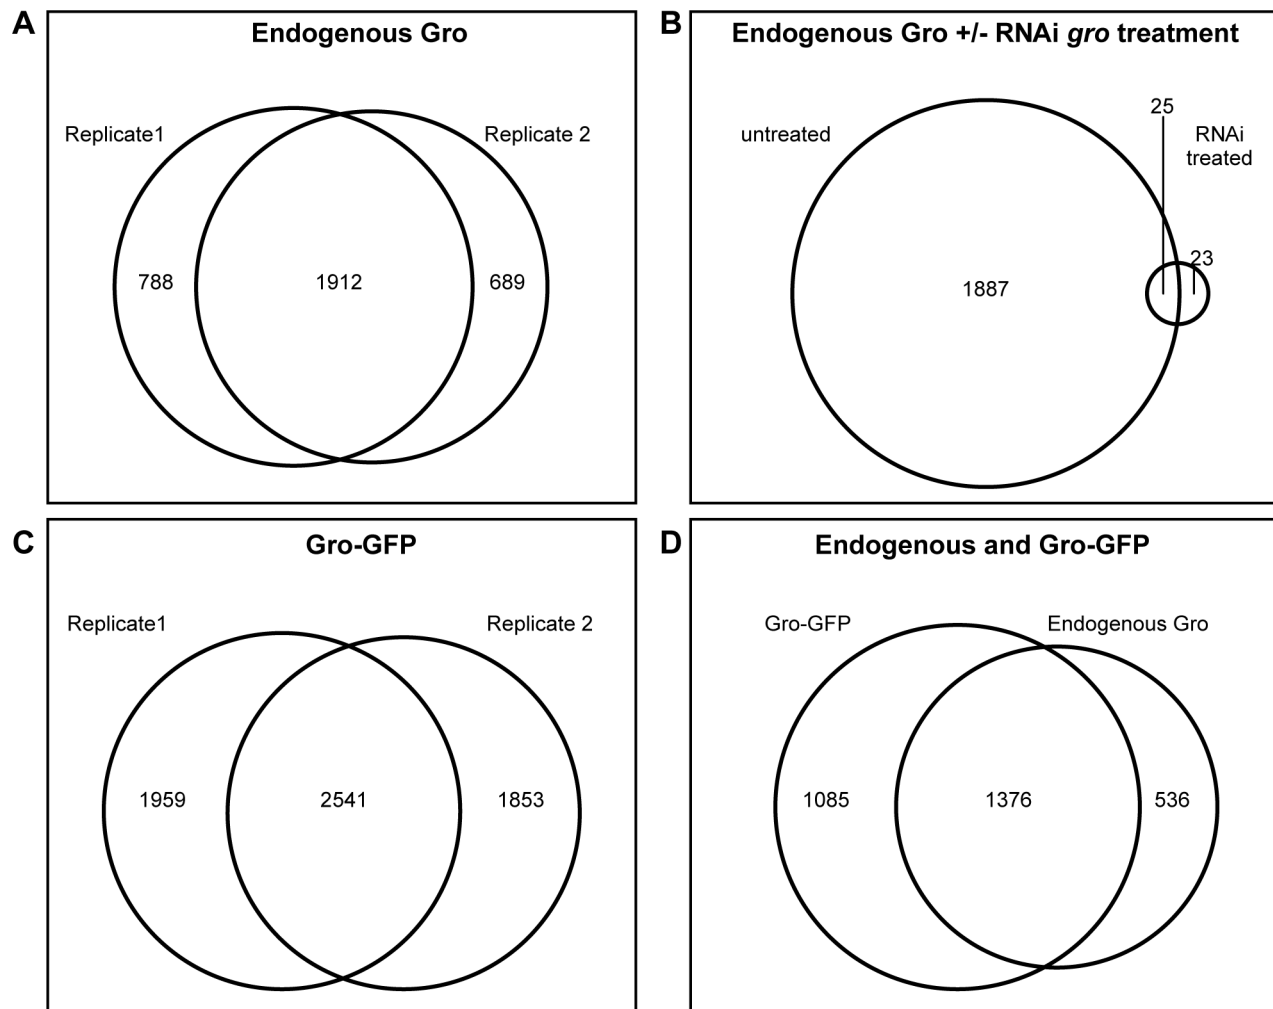 A
Endogenous Gro
Replicate1
Replicate 2
788
1912
689
B
Endogenous Gro +/- RNAi gro treatment
untreated
25
RNAi
treated
23
1887
C
Gro-GFP
Replicate1
Replicate 2
1959
2541
1853
D
Endogenous and Gro-GFP
Gro-GFP
Endogenous Gro
1085
1376
536